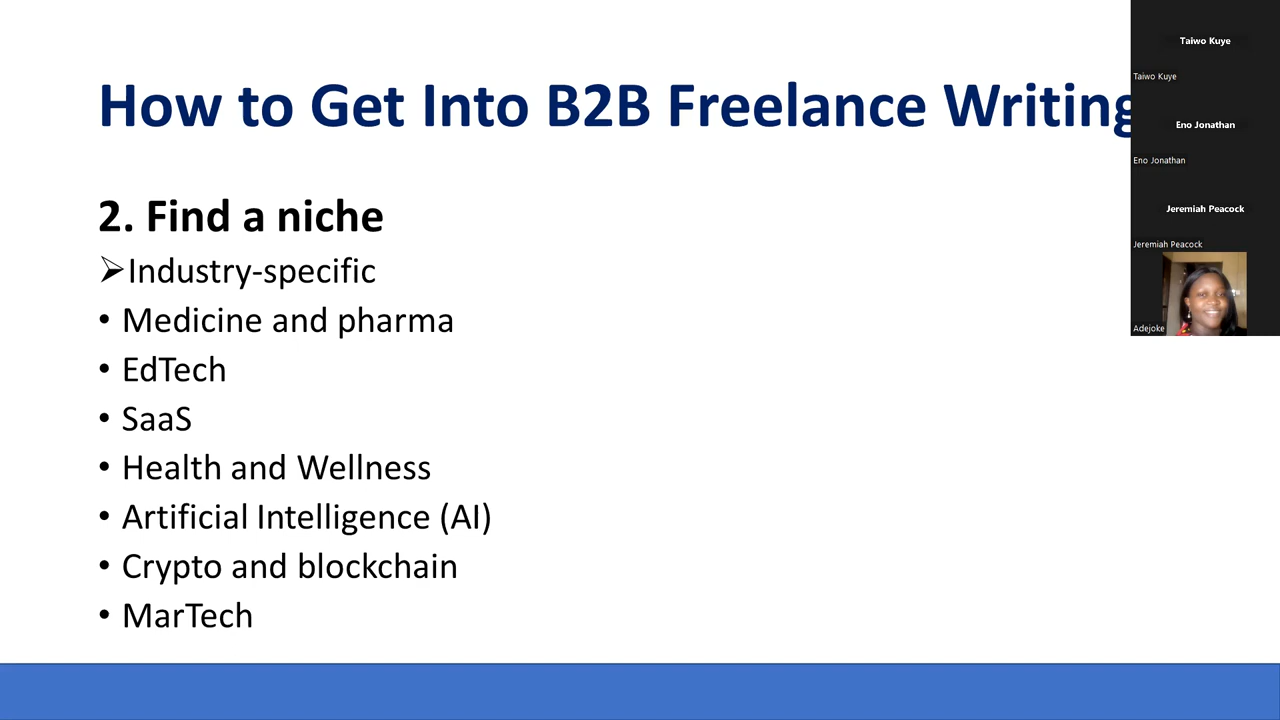 How to Get Into B2B Freelance Writing
2. Find a niche
➢Industry-specific
• Medicine and pharma
• EdTech
• SaaS
• Health and Wellness
• Artificial Intelligence (AI)
• Crypto and blockchain
• MarTech
Taiwo Kuye
Taiwo Kuye
Eno Jonathan
Eno Jonathan
Jeremiah Peacock
Jeremiah Peacock
Adejoke